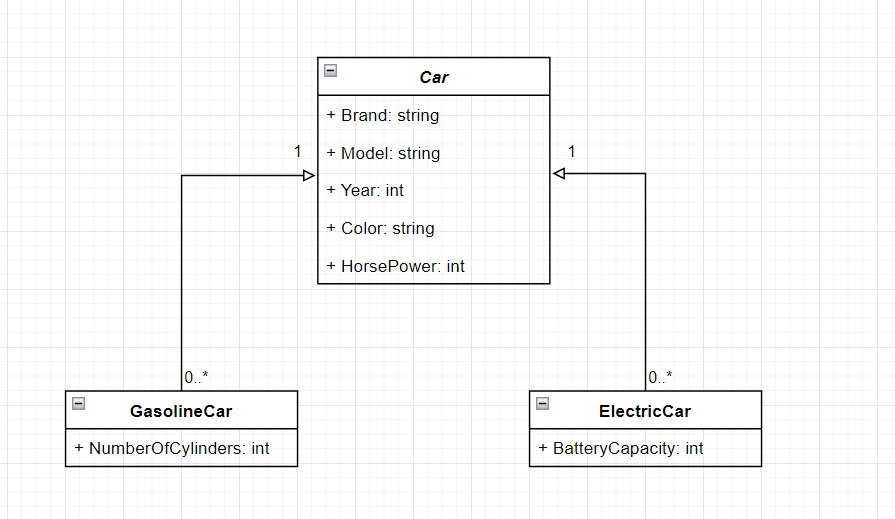 Car
+ Brand: string
1
1
+ Model: string
+ Year: int
+ Color: string
+ HorsePower: int
0..*
0..*
GasolineCar
+ NumberOfCylinders: int
ElectricCar
+ BatteryCapacity: int